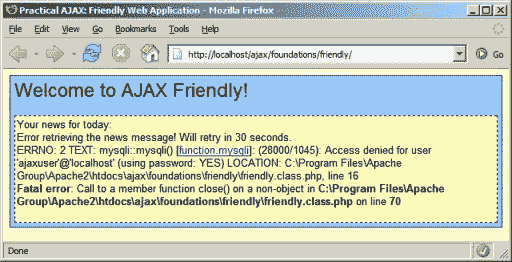 Practical AJAX: Friendly Web Application - Mozilla Firefox
File Edit View Go Bookmarks Tools Help
http://localhost/ajax/foundations/friendly/ Go
Welcome to AJAX Friendly!
Your news for today:
Error retrieving the news message! Will retry in 30 seconds.
ERRNO: 2 TEXT: mysqli::mysqli() [function.mysqli]: (28000/1045): Access denied for user
'ajaxuser'@'localhost' (using password: YES) LOCATION: C:\Program Files\Apache
Group\Apache2\htdocs\ajax\foundations\friendly\friendly.class.php, line 16
Fatal error: Call to a member function close() on a non-object in C:\Program Files\Apache
Group\Apache2\htdocs\ajax\foundations\friendly\friendly.class.php on line 70
Done